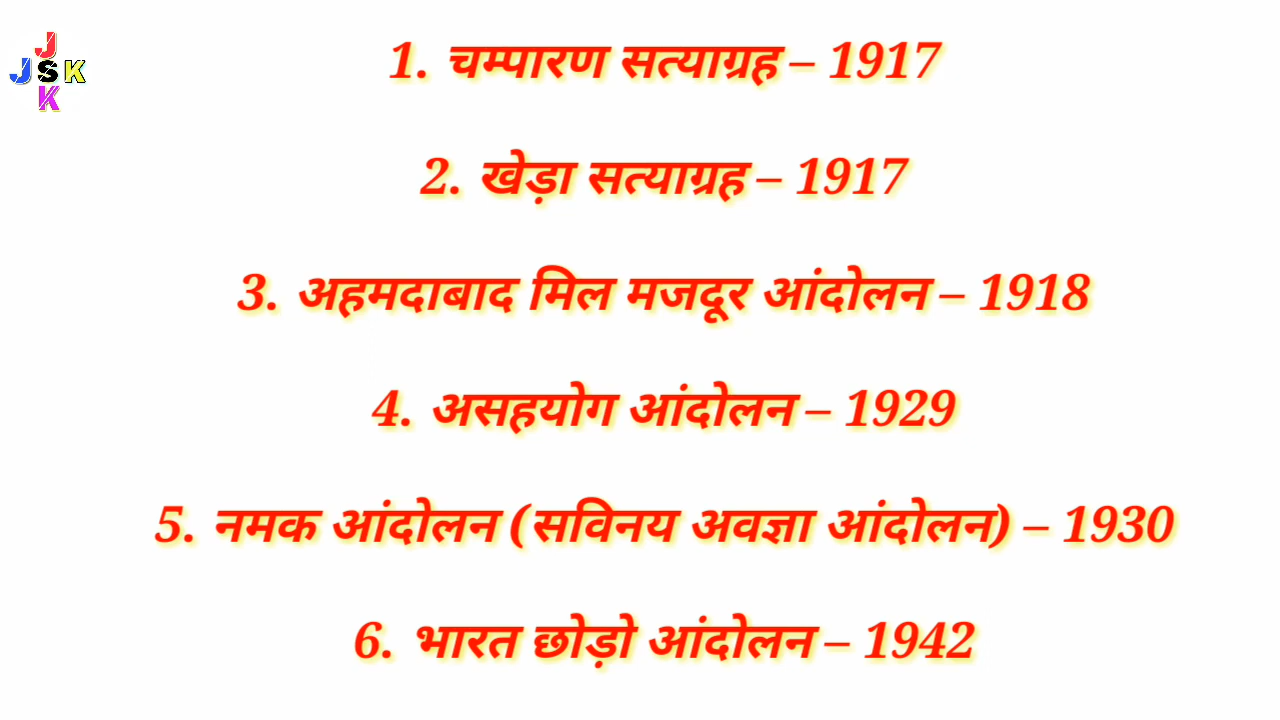 J
J S K
K
1. चम्पारण सत्याग्रह – 1917
2. खेड़ा सत्याग्रह – 1917
3. अहमदाबाद मिल मजदूर आंदोलन – 1918
4. असहयोग आंदोलन – 1929
5. नमक आंदोलन (सविनय अवज्ञा आंदोलन) – 1930
6. भारत छोड़ो आंदोलन – 1942